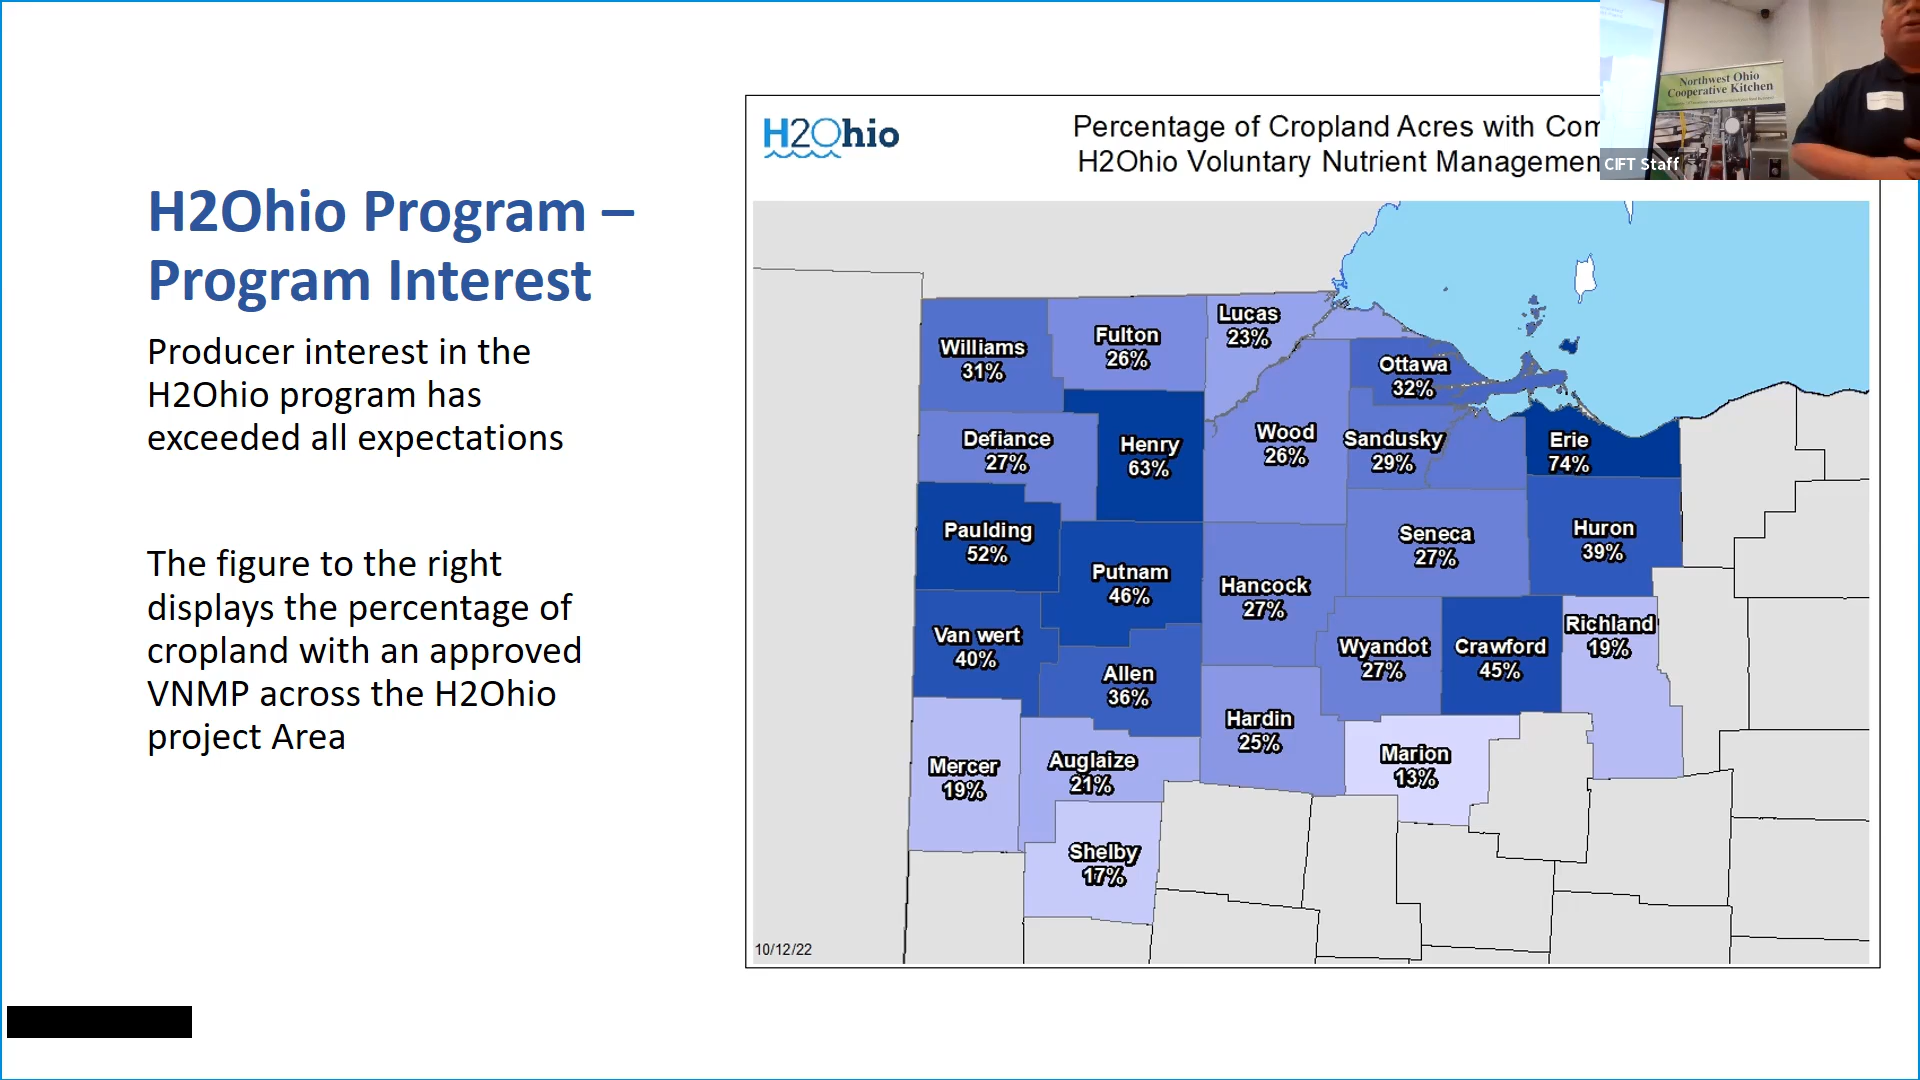 H2Ohio Program –
Program Interest
Producer interest in the
H2Ohio program has
exceeded all expectations
The figure to the right
displays the percentage of
cropland with an approved
VNMP across the H2Ohio
project Area
H2Ohio
Percentage of Cropland Acres with Com
H2Ohio Voluntary Nutrient Managemen
Northwest Ohio
Cooperative Kitchen
CIFT Staff
Williams
31%
Fulton
26%
Lucas
23%
Ottawa
32%
Defiance
27%
Henry
63%
Wood
26%
Sandusky
29%
Erie
74%
Paulding
52%
Putnam
46%
Hancock
27%
Seneca
27%
Huron
39%
Van wert
40%
Allen
36%
Wyandot
27%
Crawford
45%
Richland
19%
Mercer
19%
Auglaize
21%
Hardin
25%
Marion
13%
Shelby
17%
10/12/22